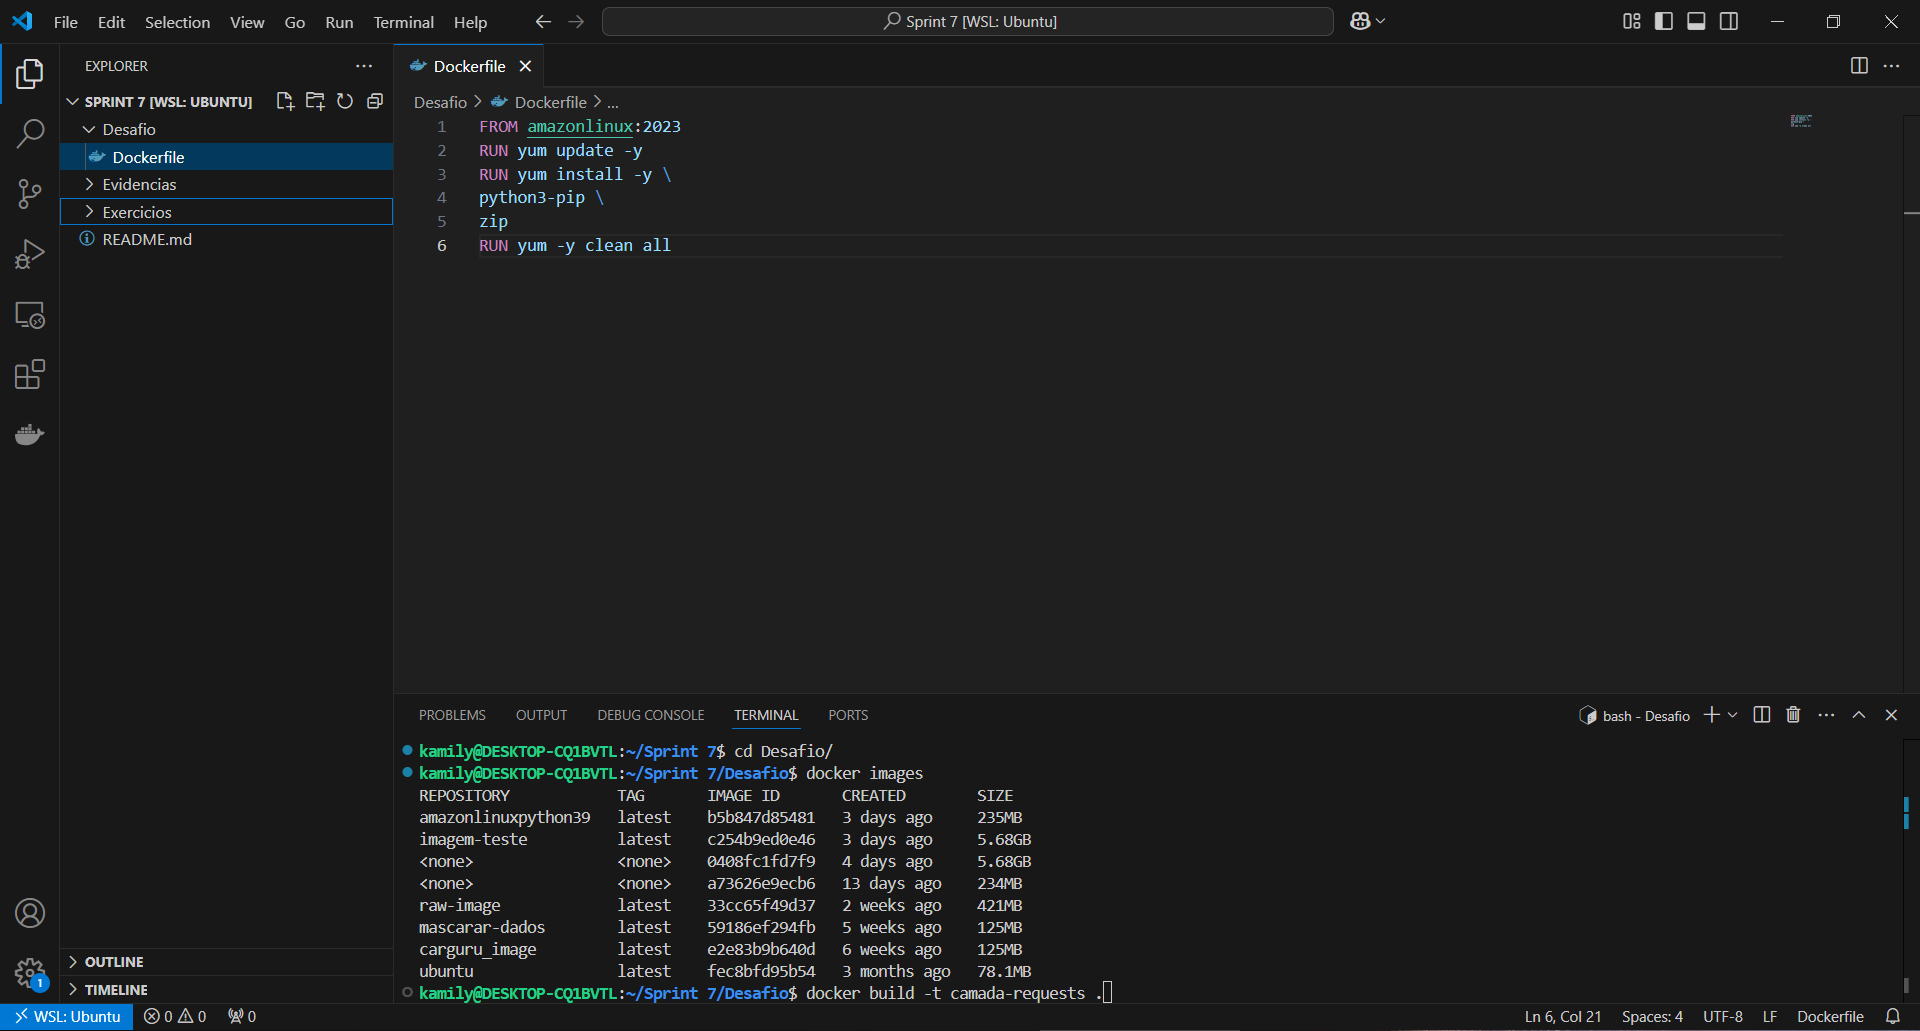 File Edit Selection View Go Run Terminal Help
Sprint 7 [WSL: Ubuntu]
EXPLORER
SPRINT 7 [WSL: UBUNTU]
Desafio
Dockerfile
Evidencias
Exercicios
README.md
OUTLINE
TIMELINE
1
Dockerfile
Desafio > Dockerfile > ...
1 FROM amazonlinux:2023
2 RUN yum update -y
3 RUN yum install -y \
4 python3-pip \
5 zip
6 RUN yum -y clean all
PROBLEMS OUTPUT DEBUG CONSOLE TERMINAL PORTS
bash - Desafio
kamily@DESKTOP-CQ1BVTL:~/Sprint 7$ cd Desafio/
kamily@DESKTOP-CQ1BVTL:~/Sprint 7/Desafio$ docker images
REPOSITORY TAG IMAGE ID CREATED SIZE
amazonlinuxpython39 latest b5b847d85481 3 days ago 235MB
imagem-teste latest c254b9ed0e46 3 days ago 5.68GB
<none> <none> 0408fc1fd7f9 4 days ago 5.68GB
<none> <none> a73626e9ecb6 13 days ago 234MB
raw-image latest 33cc65f49d37 2 weeks ago 421MB
mascarar-dados latest 59186ef294fb 5 weeks ago 125MB
carguru_image latest e2e83b9b640d 6 weeks ago 125MB
ubuntu latest fec8bfd95b54 3 months ago 78.1MB
kamily@DESKTOP-CQ1BVTL:~/Sprint 7/Desafio$ docker build -t camada-requests .
WSL: Ubuntu 0 0 0 Ln 6, Col 21 Spaces: 4 UTF-8 LF Dockerfile